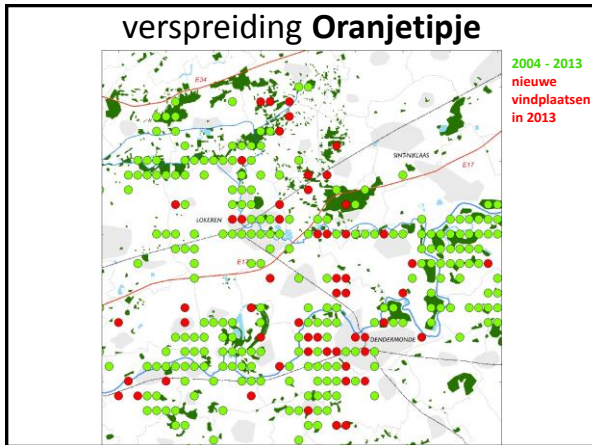 verspreiding Oranjetipje
2004 - 2013
nieuwe
vindplaatsen
in 2013
E34
SINT-NIKLAAS
E17
LOKEREN
E17
DENDERMONDE